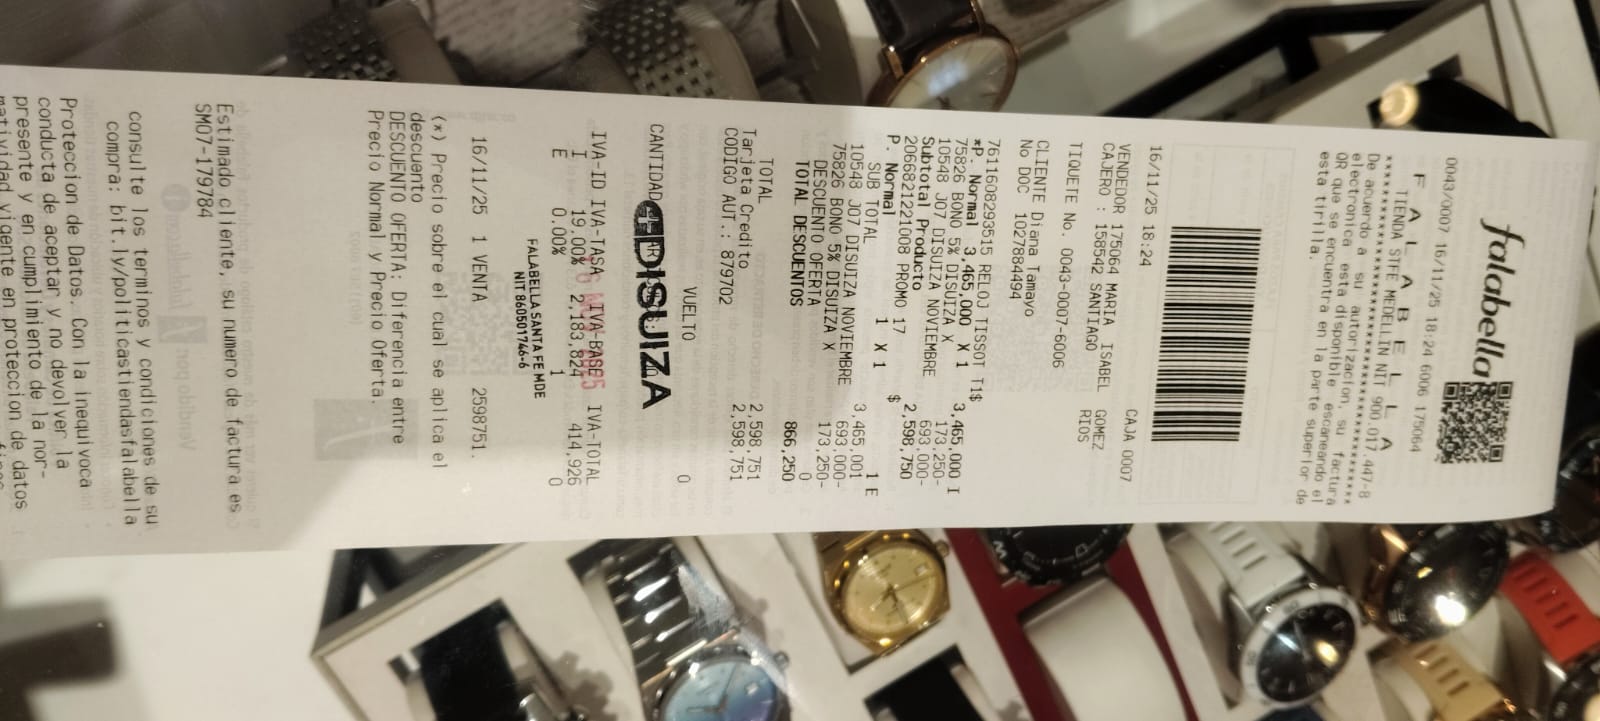 falabella
0043/0007 16/11/25 18:24 6006 175064
F A L A B E L L A
TIENDA STFE MEDELLIN NIT 900.017.447-8
****************************************
De acuerdo a su autorizacion, su factura
electronica esta disponible escaneando el
QR que se encuentra en la parte superior de
esta tirilla.
16/11/25 18:24
CAJA 0007
VENDEDOR 175064 MARIA ISABEL GOMEZ
CAJERO : 158542 SANTIAGO RIOS
TIQUETE No. 0043-0007-6006
CLIENTE Diana Tamayo
No DOC 1027884494
7611608293515 RELOJ TISSOT T1$ 3,465,000 I
*P. Normal 3,465,000 X 1
75826 BONO 5% DISUIZA X 173,250-
10548 J07 DISUIZA NOVIEMBRE 693,000-
Subtotal Producto 2,598,750
2066821221008 PROMO 17 $ 1 E
P. Normal 1 X 1
SUB TOTAL 3,465,001
10548 J07 DISUIZA NOVIEMBRE 693,000-
75826 BONO 5% DISUIZA X 173,250-
DESCUENTO OFERTA 0
TOTAL DESCUENTOS 866,250
TOTAL 2,598,751
Tarjeta Credito 2,598,751
CODIGO AUT.: 879702
VUELTO 0
CANTIDAD
DISUIZA
IVA-ID IVA-TASA IVA-BASE IVA-TOTAL
I 19.00% 2,183,824 414,926
E 0.00% 1 0
FALABELLA SANTA FE MDE
NIT 860501746-6
16/11/25 1 VENTA 2598751.
(*) Precio sobre el cual se aplica el
descuento
DESCUENTO OFERTA: Diferencia entre
Precio Normal y Precio Oferta.
Estimado cliente, su numero de factura es
SM07-179784
consulte los terminos y condiciones de su
compra: bit.ly/politicastiendasfalabella
Proteccion de Datos. Con la inequivoca
conducta de aceptar y no devolver la
presente y en cumplimiento de la nor-
matividad vigente en proteccion de datos